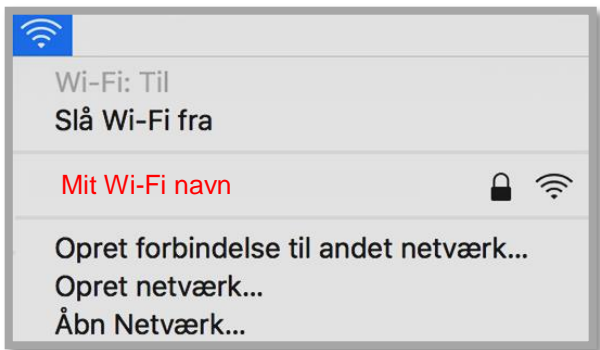 Wi-Fi: Til
Slå Wi-Fi fra
Mit Wi-Fi navn
Opret forbindelse til andet netværk...
Opret netværk...
Åbn Netværk...